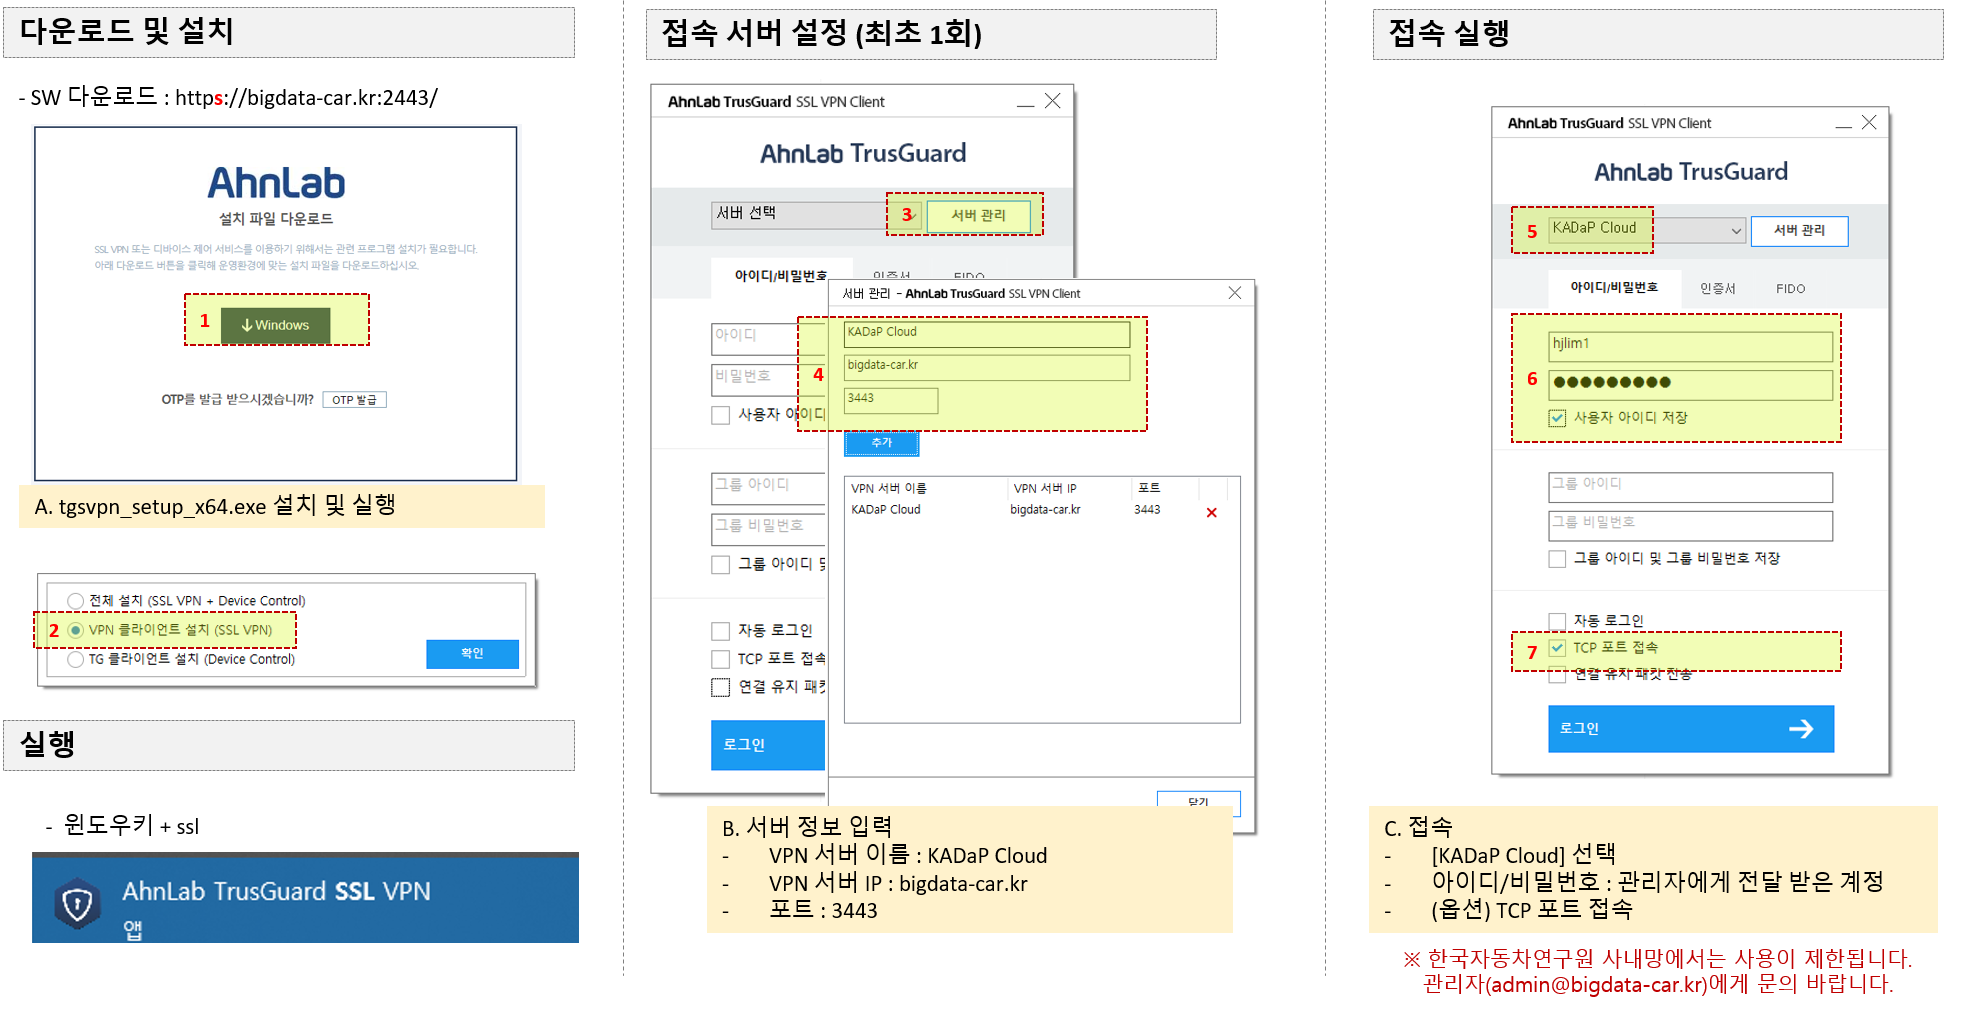 다운로드 및 설치
- SW 다운로드 : https://bigdata-car.kr:2443/
AhnLab
설치 파일 다운로드
SSL VPN 또는 디바이스 제어 서비스를 이용하기 위해서는 관련 프로그램 설치가 필요합니다.
아래 다운로드 버튼을 클릭해 운영환경에 맞는 설치 파일을 다운로드하십시오.
1
Windows
OTP를 발급 받으시겠습니까? OTP 발급
A. tgsvpn_setup_x64.exe 설치 및 실행
전체 설치 (SSL VPN + Device Control)
2 VPN 클라이언트 설치 (SSL VPN)
TG 클라이언트 설치 (Device Control)
확인
실행
- 윈도우키 + ssl
AhnLab TrusGuard SSL VPN
앱
접속 서버 설정 (최초 1회)
AhnLab TrusGuard SSL VPN Client
AhnLab TrusGuard
서버 선택
3 서버 관리
아이디/비밀번호 인증서 FIDO
아이디
비밀번호
사용자 아이디
그룹 아이디
그룹 비밀번호
그룹 아이디 및
자동 로그인
TCP 포트 접속
연결 유지 패킷
로그인
서버 관리 - AhnLab TrusGuard SSL VPN Client
KADaP Cloud
4
bigdata-car.kr
3443
추가
VPN 서버 이름 VPN 서버 IP 포트
KADaP Cloud bigdata-car.kr 3443
닫기
B. 서버 정보 입력
- VPN 서버 이름 : KADaP Cloud
- VPN 서버 IP : bigdata-car.kr
- 포트 : 3443
접속 실행
AhnLab TrusGuard SSL VPN Client
AhnLab TrusGuard
5 KADaP Cloud 서버 관리
아이디/비밀번호 인증서 FIDO
hjlim1
6 ●●●●●●●●●
사용자 아이디 저장
그룹 아이디
그룹 비밀번호
그룹 아이디 및 그룹 비밀번호 저장
자동 로그인
7 TCP 포트 접속
연결 유지 패킷 전송
로그인
C. 접속
- [KADaP Cloud] 선택
- 아이디/비밀번호 : 관리자에게 전달 받은 계정
- (옵션) TCP 포트 접속
※ 한국자동차연구원 사내망에서는 사용이 제한됩니다.
관리자(admin@bigdata-car.kr)에게 문의 바랍니다.